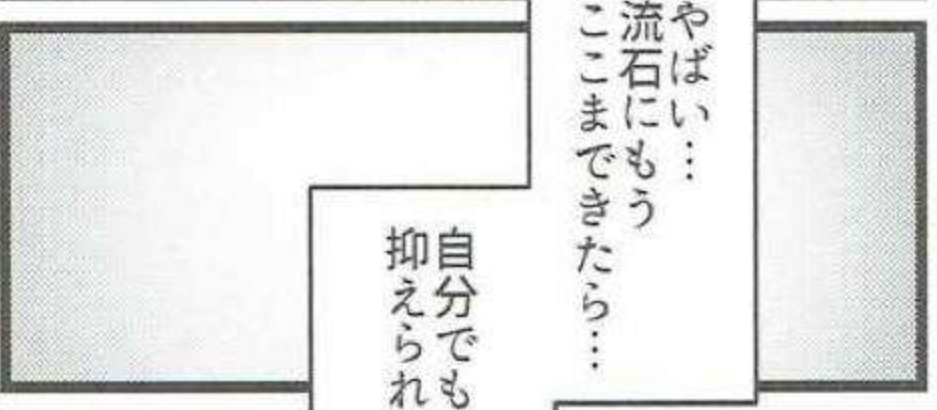 やばい…
流石にもう
ここまできたら…
自分でも
抑えられ